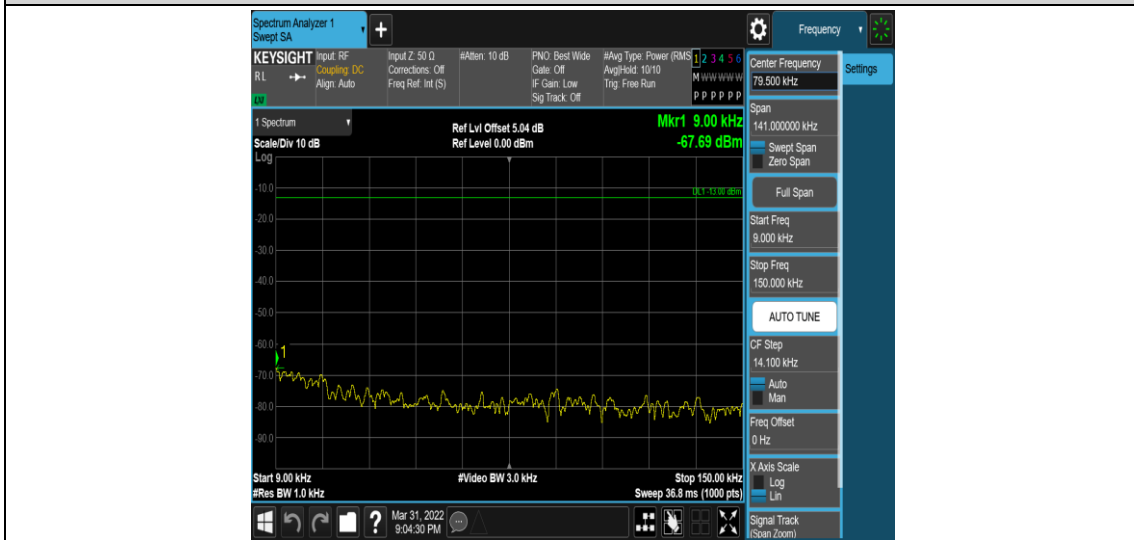 Spectrum Analyzer 1
Swept SA
+
Frequency
KEYSIGHT
RL
Input: RF
Coupling: DC
Align: Auto
Input Z: 50 Ω
Corrections: Off
Freq Ref: Int (S)
#Atten: 10 dB
PNO: Best Wide
Gate: Off
IF Gain: Low
Sig Track: Off
#Avg Type: Power (RMS
Avg|Hold: 10/10
Trig: Free Run
1 2 3 4 5 6
M W W W W W
P P P P P P
1 Spectrum
Scale/Div 10 dB
Log
Ref Lvl Offset 5.04 dB
Ref Level 0.00 dBm
Mkr1 9.00 kHz
-67.69 dBm
DL1 -13.00 dBm
-10.0
-20.0
-30.0
-40.0
-50.0
-60.0
-70.0
-80.0
-90.0
1
Start 9.00 kHz
#Res BW 1.0 kHz
#Video BW 3.0 kHz
Stop 150.00 kHz
Sweep 36.8 ms (1000 pts)
Center Frequency
79.500 kHz
Settings
Span
141.000000 kHz
Swept Span
Zero Span
Full Span
Start Freq
9.000 kHz
Stop Freq
150.000 kHz
AUTO TUNE
CF Step
14.100 kHz
Auto
Man
Freq Offset
0 Hz
X Axis Scale
Log
Lin
Signal Track
(Span Zoom)
?
Mar 31, 2022
9:04:30 PM